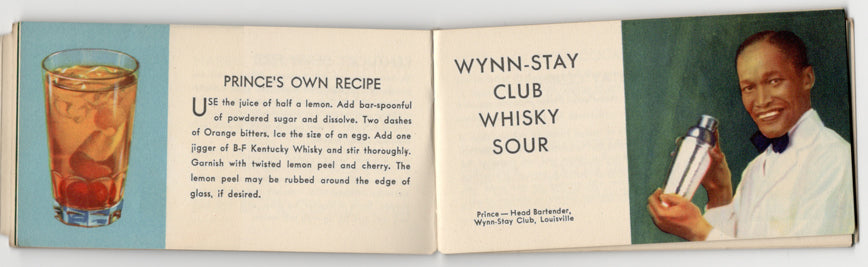 PRINCE'S OWN RECIPE
USE the juice of half a lemon. Add bar-spoonful
of powdered sugar and dissolve. Two dashes
of Orange bitters. Ice the size of an egg. Add one
jigger of B-F Kentucky Whisky and stir thoroughly.
Garnish with twisted lemon peel and cherry. The
lemon peel may be rubbed around the edge of
glass, if desired.
WYNN-STAY
CLUB
WHISKY
SOUR
Prince — Head Bartender,
Wynn-Stay Club, Louisville